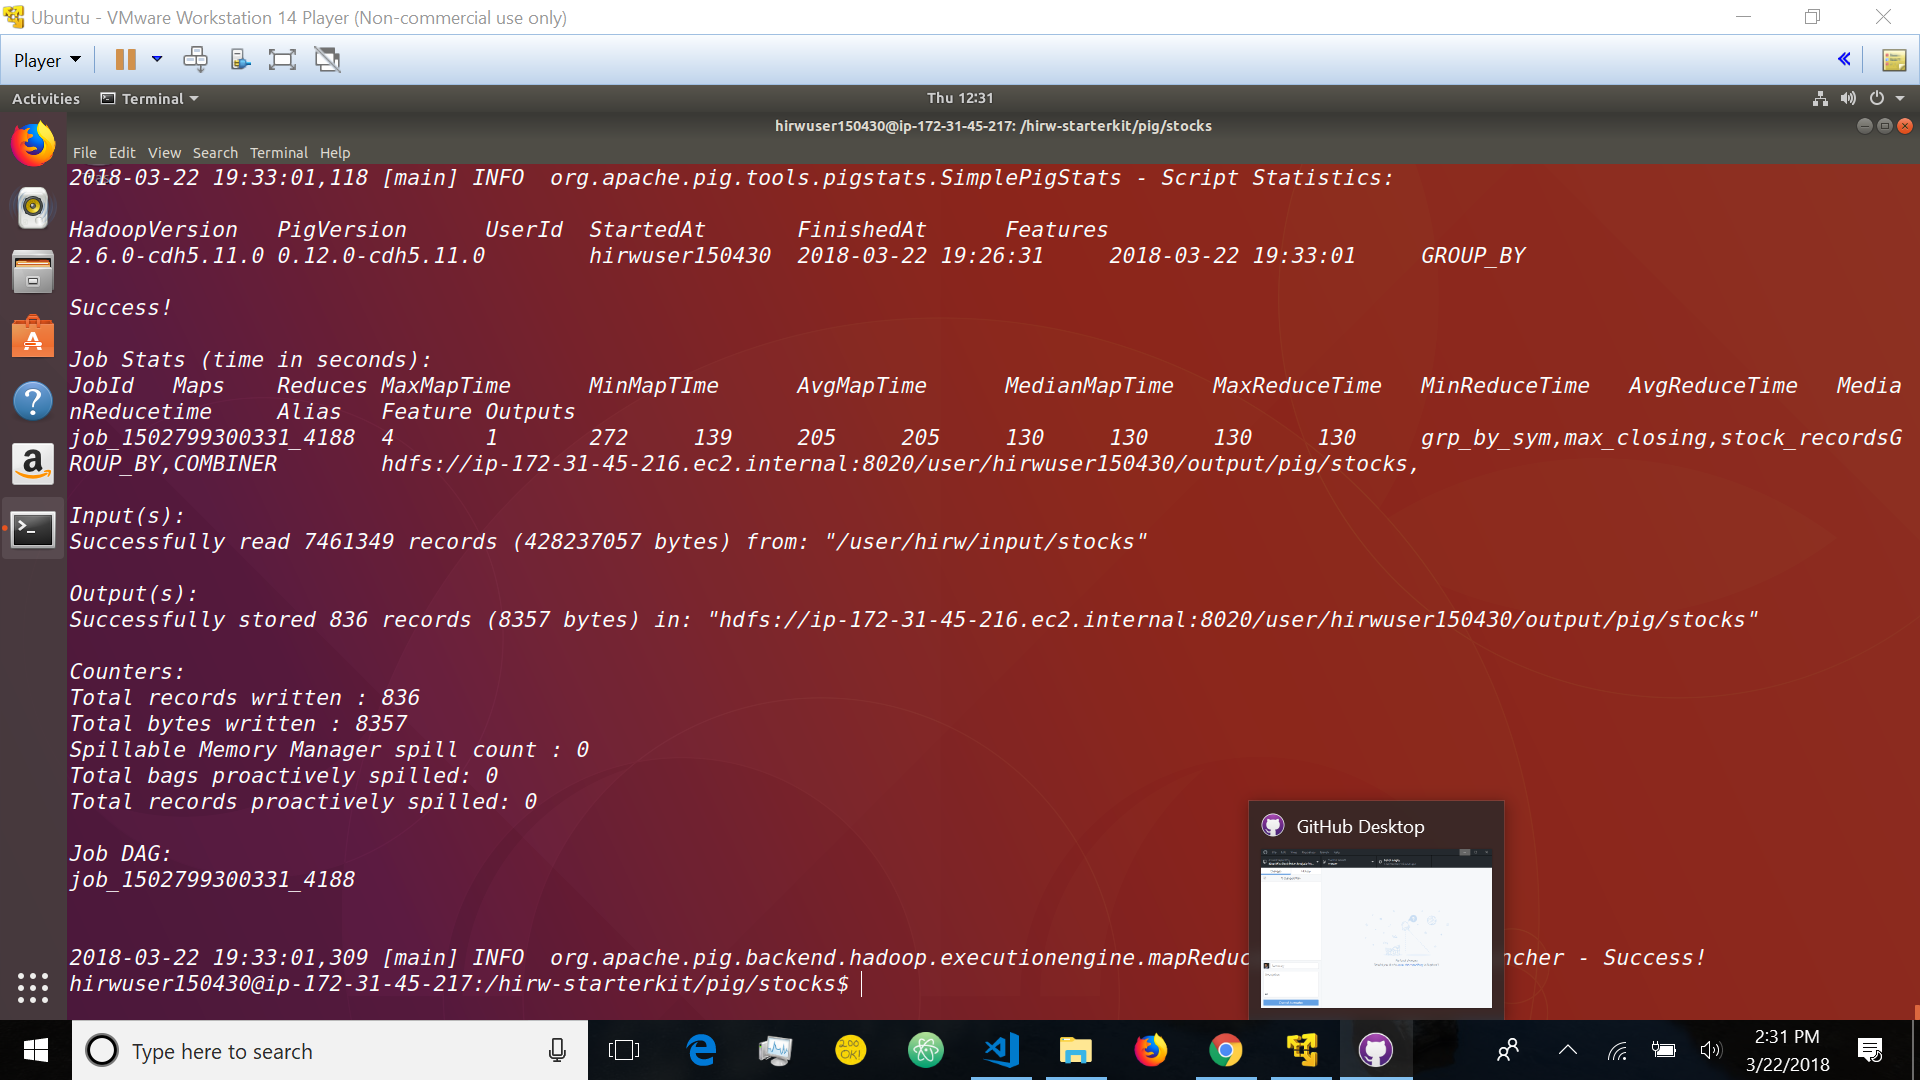 Ubuntu - VMware Workstation 14 Player (Non-commercial use only)
Player
Activities Terminal Thu 12:31
hirwuser150430@ip-172-31-45-217: /hirw-starterkit/pig/stocks
File Edit View Search Terminal Help
2018-03-22 19:33:01,118 [main] INFO  org.apache.pig.tools.pigstats.SimplePigStats - Script Statistics:
HadoopVersion PigVersion UserId StartedAt FinishedAt Features
2.6.0-cdh5.11.0 0.12.0-cdh5.11.0 hirwuser150430 2018-03-22 19:26:31 2018-03-22 19:33:01 GROUP_BY
Success!
Job Stats (time in seconds):
JobId Maps Reduces MaxMapTime MinMapTIme AvgMapTime MedianMapTime MaxReduceTime MinReduceTime AvgReduceTime Media
nReducetime Alias Feature Outputs
job_1502799300331_4188 4 1 272 139 205 205 130 130 130 130 grp_by_sym,max_closing,stock_recordsG
ROUP_BY,COMBINER hdfs://ip-172-31-45-216.ec2.internal:8020/user/hirwuser150430/output/pig/stocks,
Input(s):
Successfully read 7461349 records (428237057 bytes) from: "/user/hirw/input/stocks"
Output(s):
Successfully stored 836 records (8357 bytes) in: "hdfs://ip-172-31-45-216.ec2.internal:8020/user/hirwuser150430/output/pig/stocks"
Counters:
Total records written : 836
Total bytes written : 8357
Spillable Memory Manager spill count : 0
Total bags proactively spilled: 0
Total records proactively spilled: 0
Job DAG:
job_1502799300331_4188
2018-03-22 19:33:01,309 [main] INFO  org.apache.pig.backend.hadoop.executionengine.mapReduc ncher - Success!
hirwuser150430@ip-172-31-45-217:/hirw-starterkit/pig/stocks$
GitHub Desktop
Type here to search
200 OK!
2:31 PM
3/22/2018